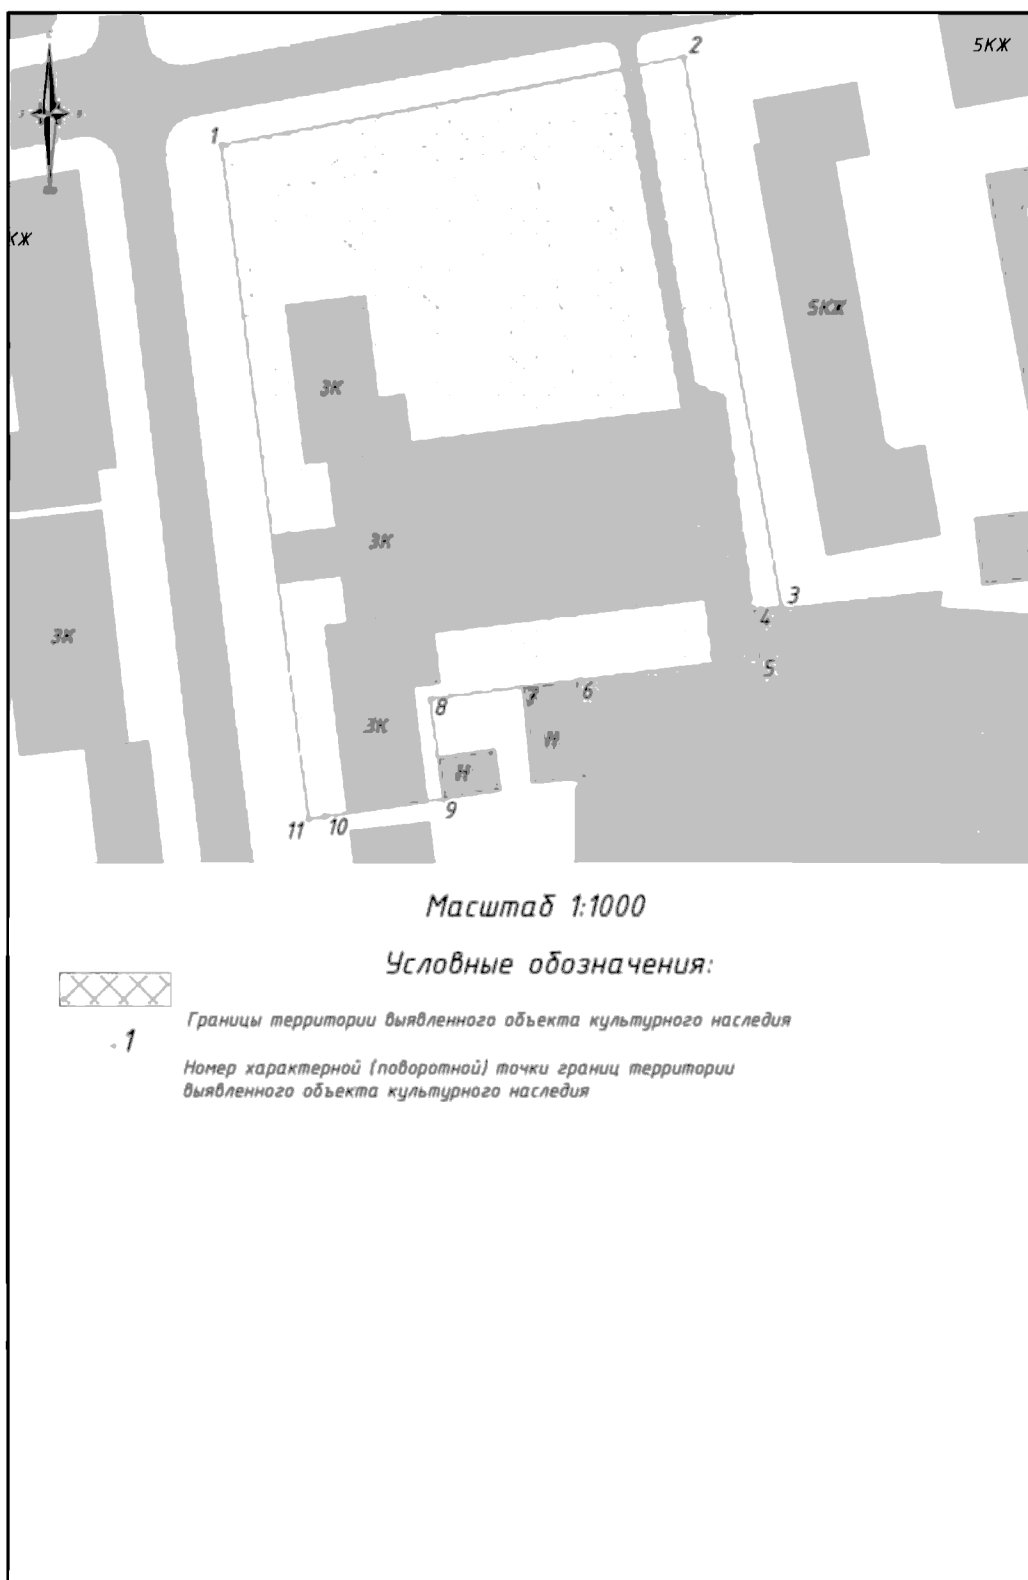 2
5КЖ
1
КЖ
5КЖ
3К
3К
3
4
3К
5
6
7
8
3К
Н
Н
9
11
10
Масштаб 1:1000
Условные обозначения:
Границы территории выявленного объекта культурного наследия
1
Номер характерной (поворотной) точки границ территории
выявленного объекта культурного наследия